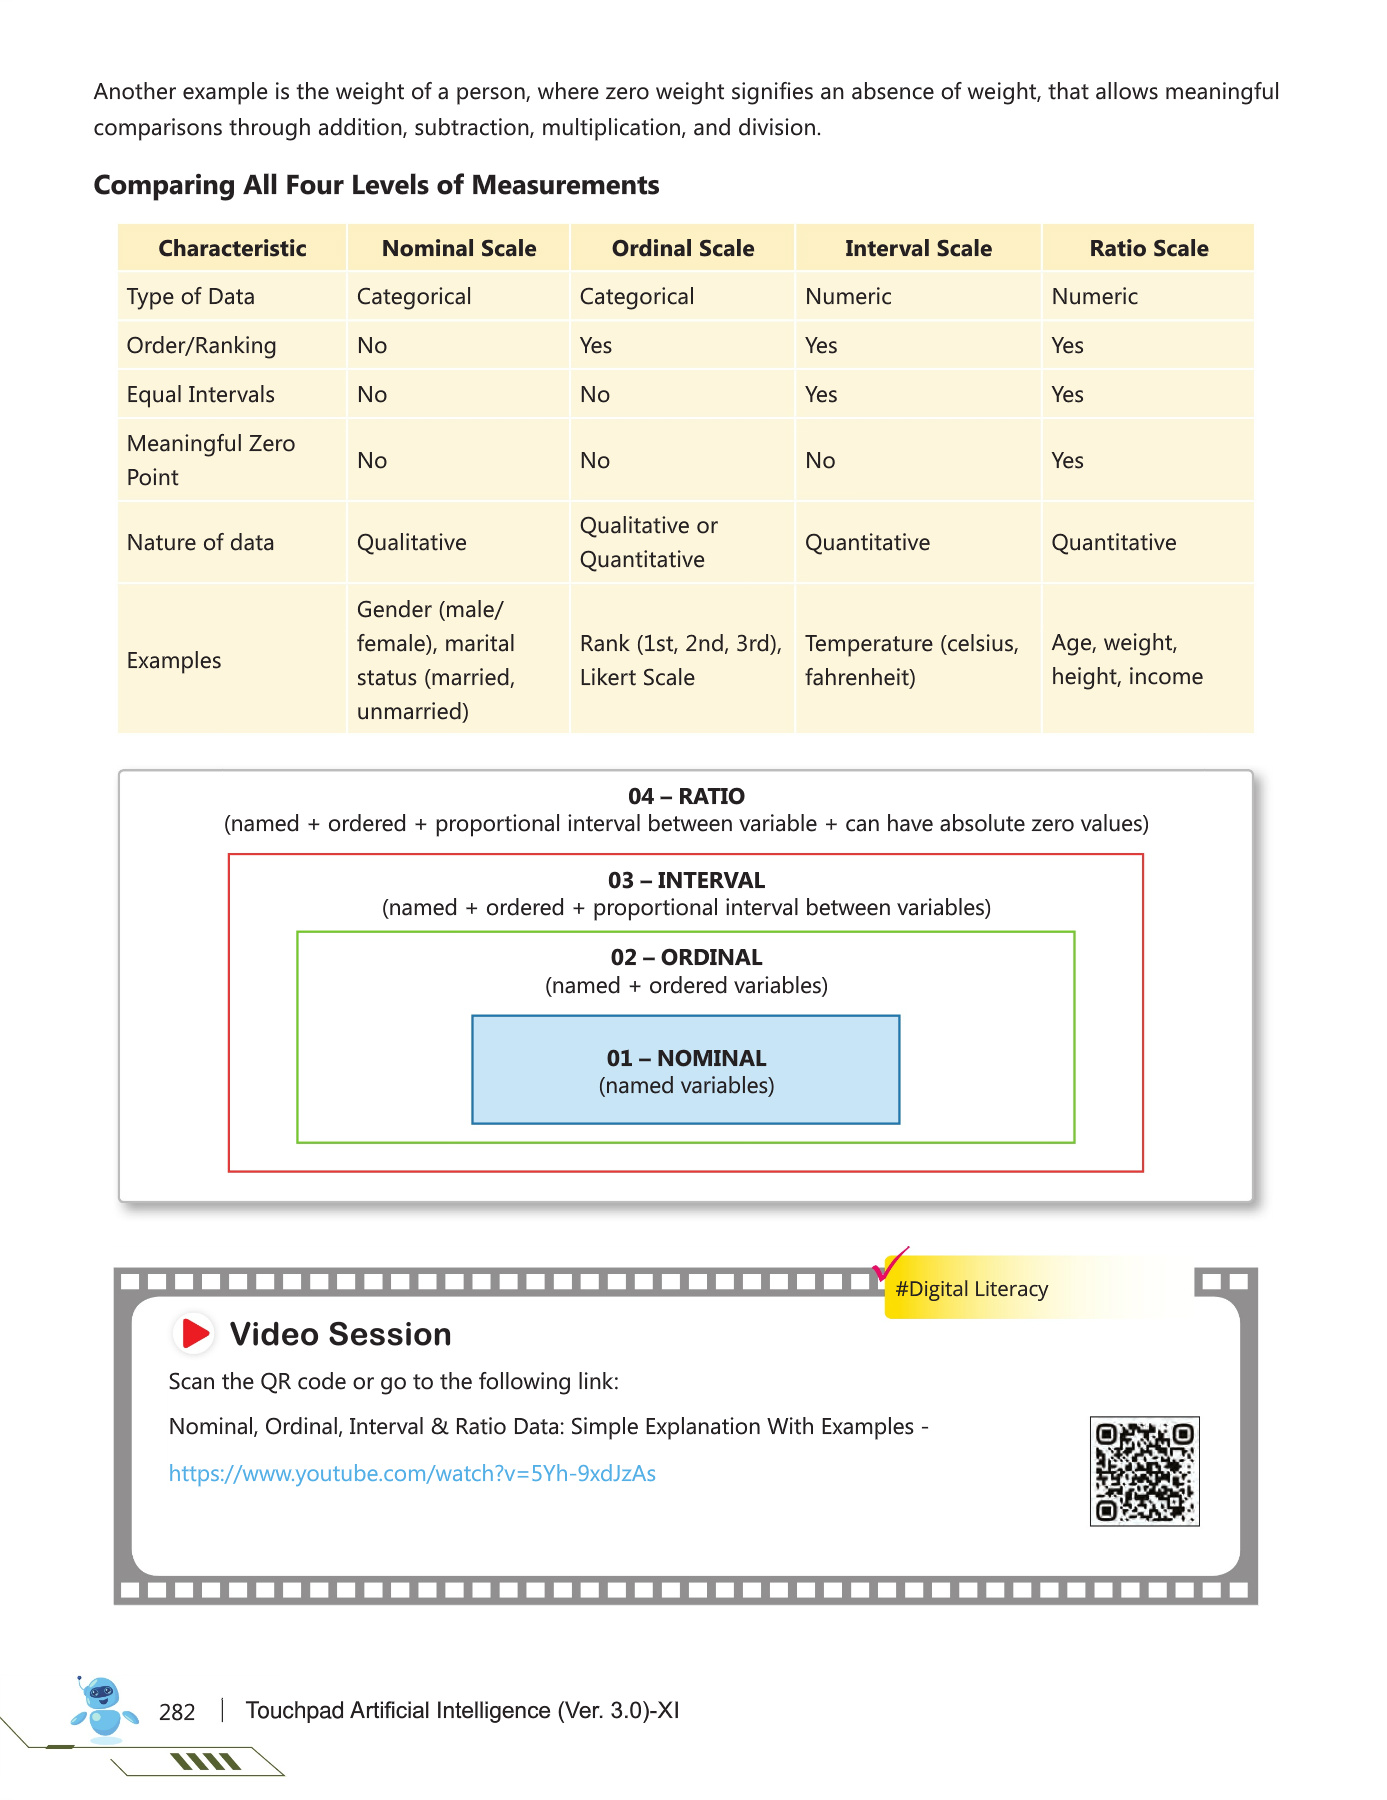 Another example is the weight of a person, where zero weight signifies an absence of weight, that allows meaningful
comparisons through addition, subtraction, multiplication, and division.
Comparing All Four Levels of Measurements
Characteristic Nominal Scale Ordinal Scale Interval Scale Ratio Scale
Type of Data Categorical Categorical Numeric Numeric
Order/Ranking No Yes Yes Yes
Equal Intervals No No Yes Yes
Meaningful Zero
Point
No No No Yes
Nature of data Qualitative
Qualitative or
Quantitative
Quantitative Quantitative
Examples
Gender (male/
female), marital
status (married,
unmarried)
Rank (1st, 2nd, 3rd),
Likert Scale
Temperature (celsius,
fahrenheit)
Age, weight,
height, income
04 – RATIO
(named + ordered + proportional interval between variable + can have absolute zero values)
03 – INTERVAL
(named + ordered + proportional interval between variables)
02 – ORDINAL
(named + ordered variables)
01 – NOMINAL
(named variables)
#Digital Literacy
Video Session
Scan the QR code or go to the following link:
Nominal, Ordinal, Interval & Ratio Data: Simple Explanation With Examples -
https://www.youtube.com/watch?v=5Yh-9xdJzAs
282 Touchpad Artificial Intelligence (Ver. 3.0)-XI